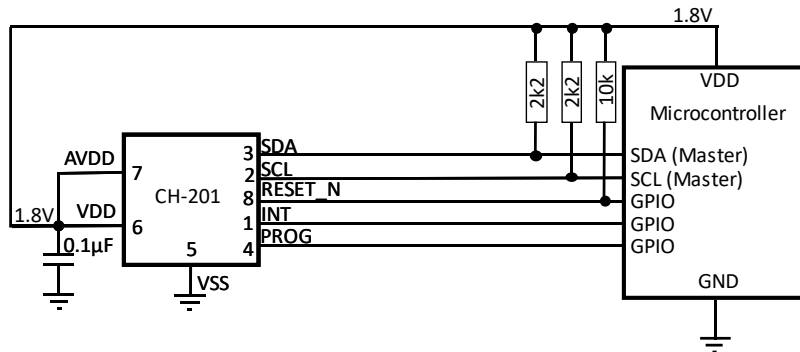 1.8V
2k2
2k2
10k
VDD
Microcontroller
SDA (Master)
SCL (Master)
GPIO
GPIO
GPIO
GND
AVDD
7
1.8V
VDD
6
0.1µF
CH-201
5
VSS
3
SDA
2
SCL
8
RESET_N
1
INT
4
PROG